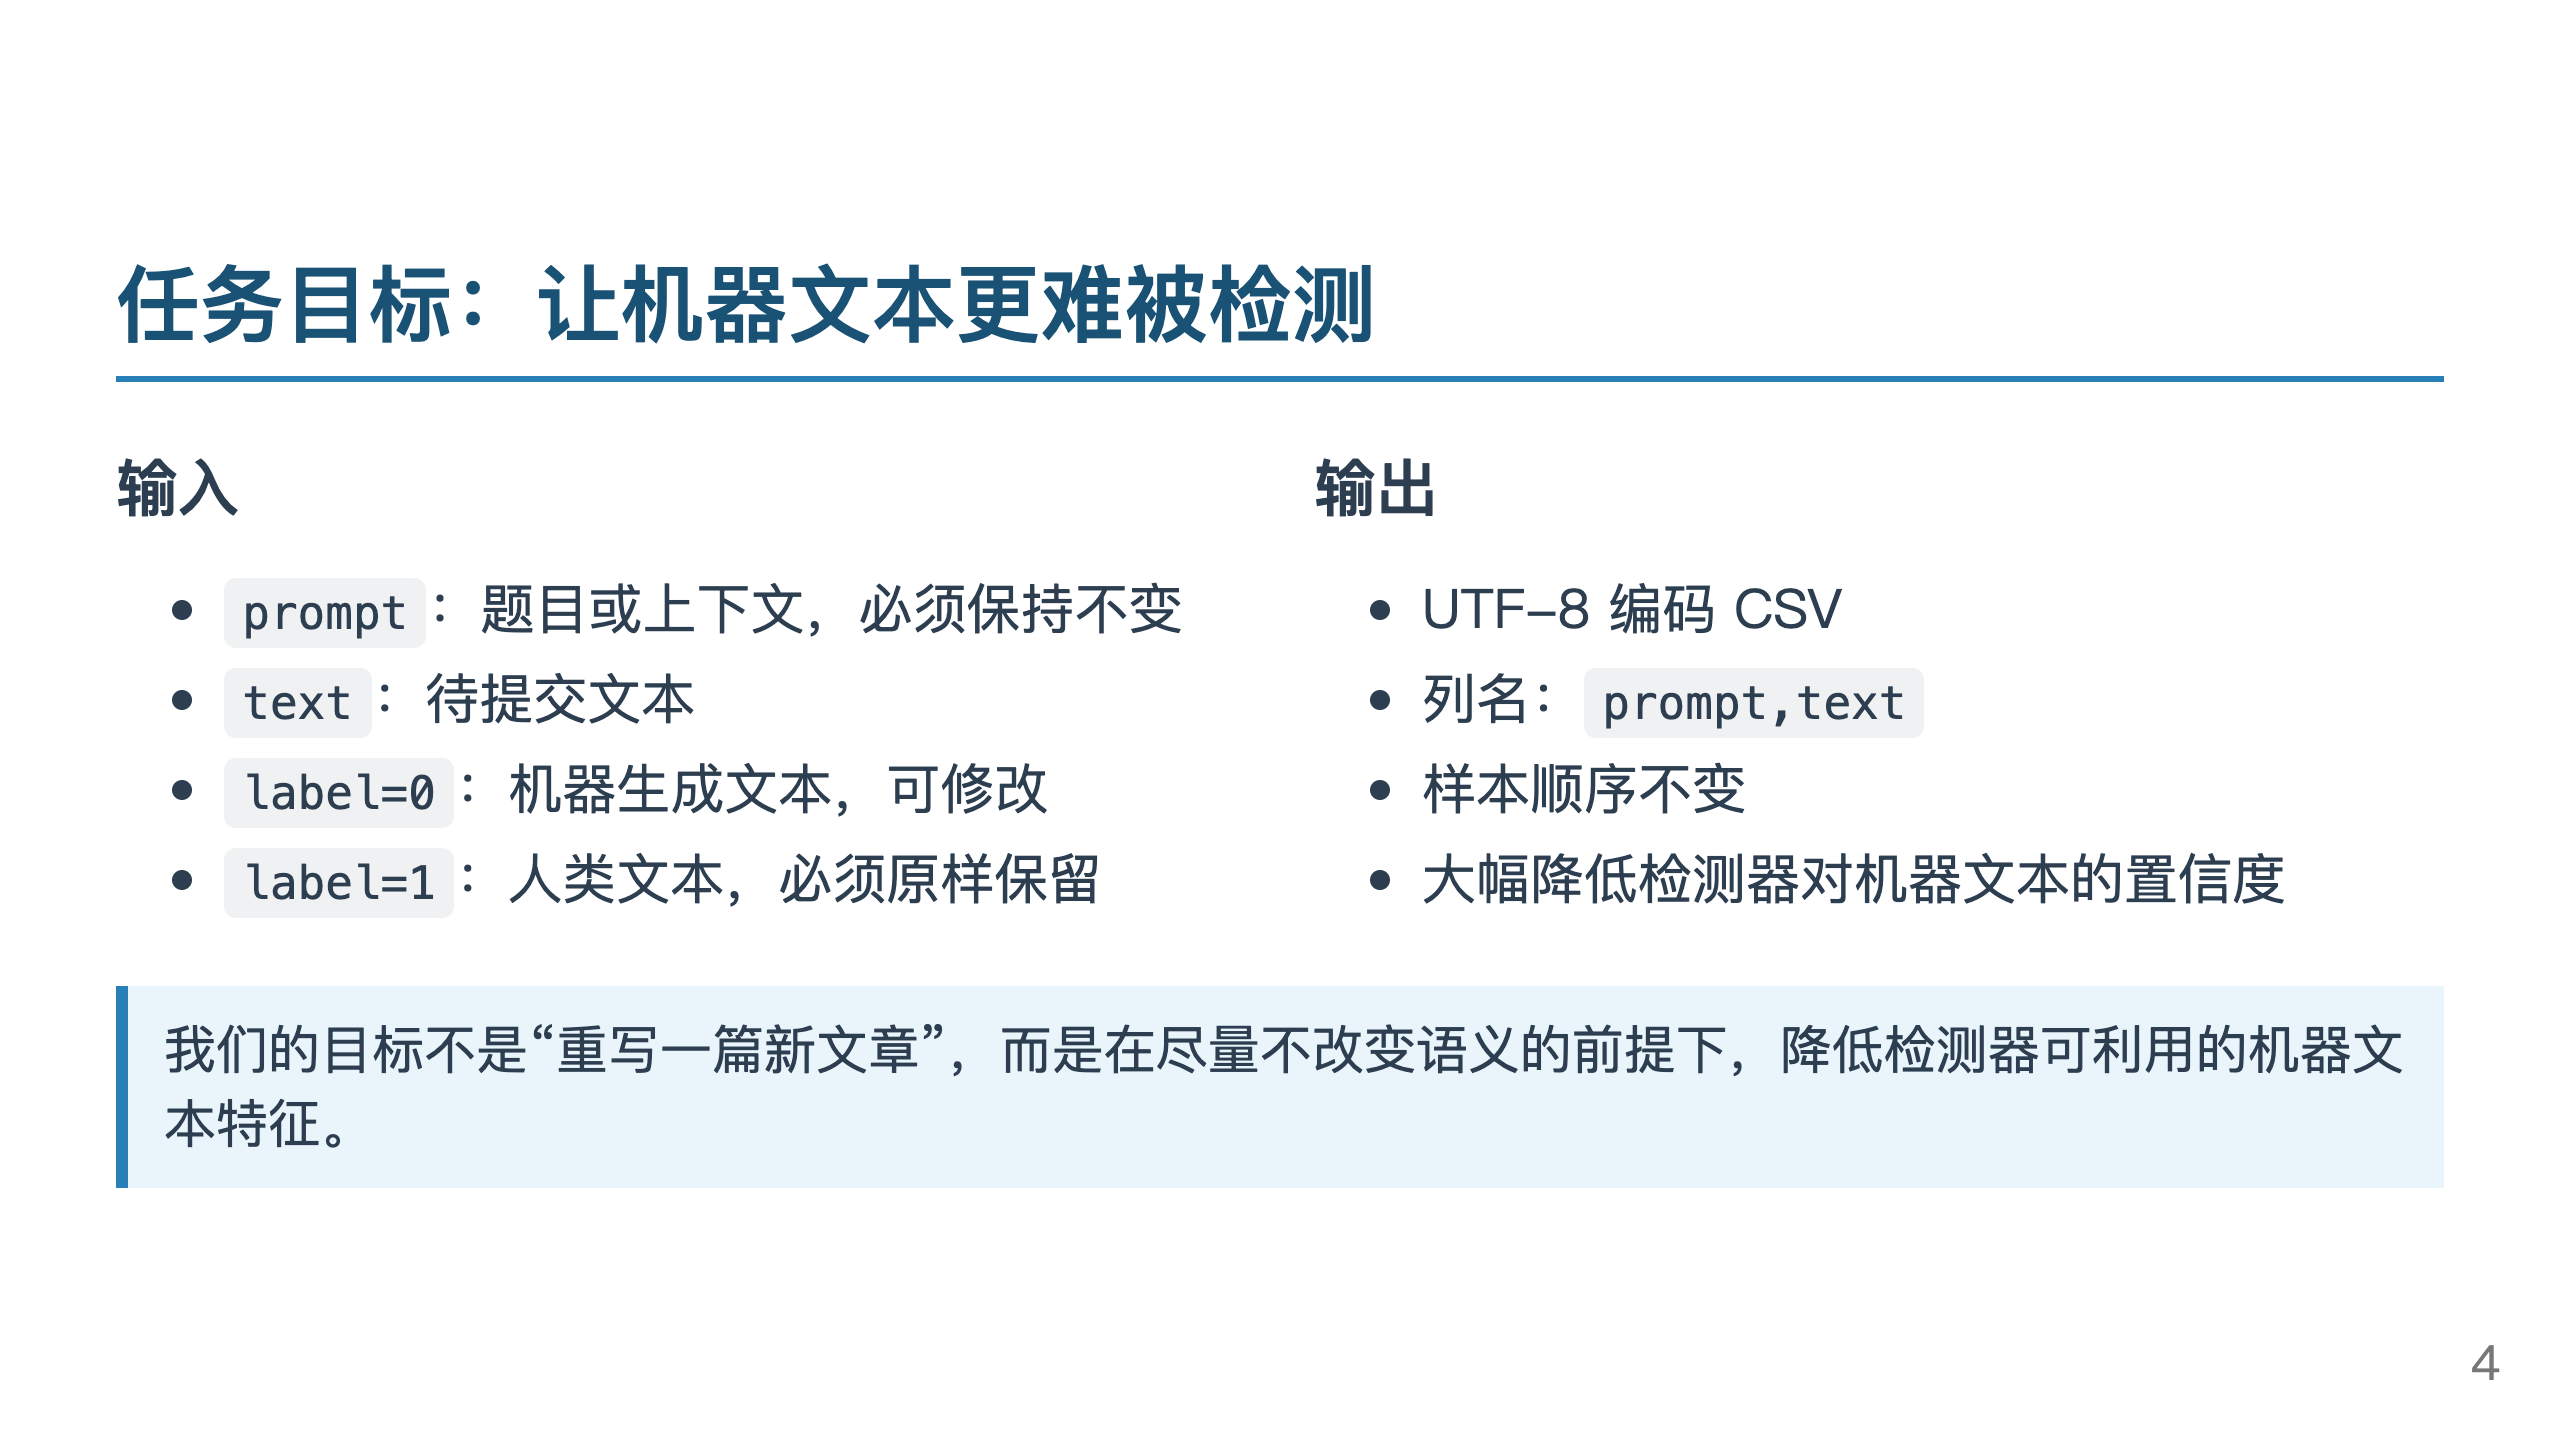 任务目标：让机器文本更难被检测
输入
• prompt：题目或上下文，必须保持不变
• text：待提交文本
• label=0：机器生成文本，可修改
• label=1：人类文本，必须原样保留
输出
• UTF-8 编码 CSV
• 列名：prompt,text
• 样本顺序不变
• 大幅降低检测器对机器文本的置信度
我们的目标不是“重写一篇新文章”，而是在尽量不改变语义的前提下，降低检测器可利用的机器文
本特征。
4